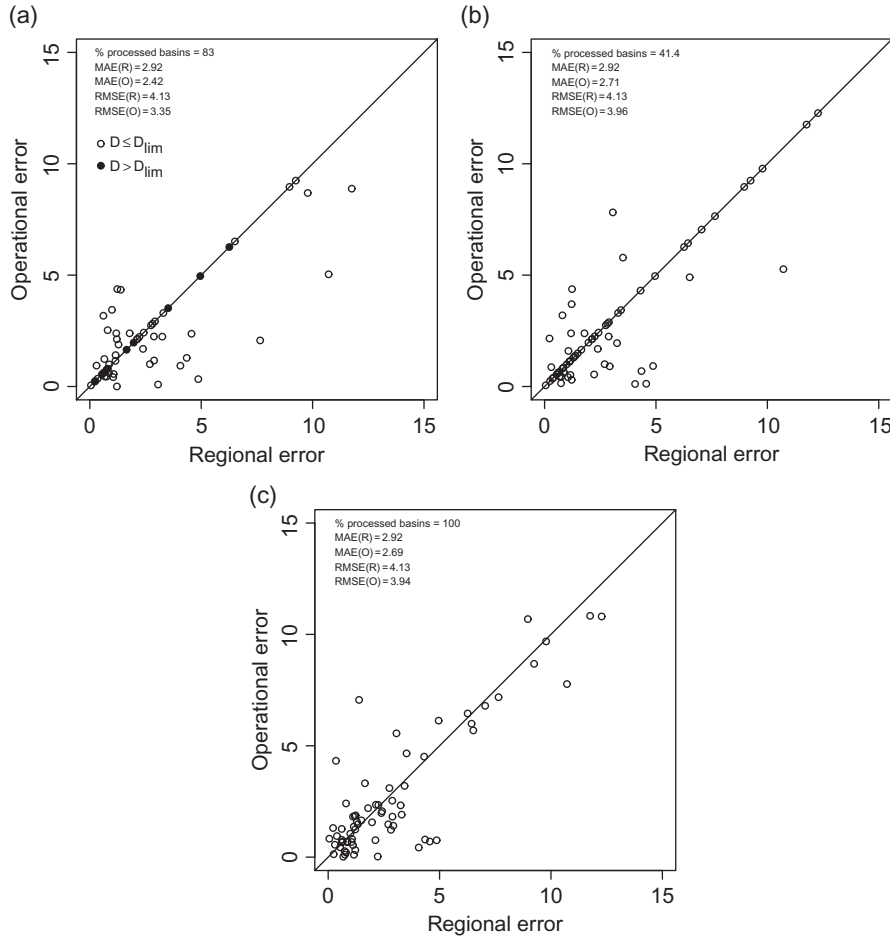 (a)
% processed basins = 83
MAE(R)=2.92
MAE(O)=2.42
RMSE(R)=4.13
RMSE(O)=3.35
D ≤ Dlim
D > Dlim
15
10
5
0
Operational error
0 5 10 15
Regional error
(b)
% processed basins = 41.4
MAE(R)=2.92
MAE(O)=2.71
RMSE(R)=4.13
RMSE(O)=3.96
15
10
5
0
Operational error
0 5 10 15
Regional error
(c)
% processed basins = 100
MAE(R)=2.92
MAE(O)=2.69
RMSE(R)=4.13
RMSE(O)=3.94
15
10
5
0
Operational error
0 5 10 15
Regional error